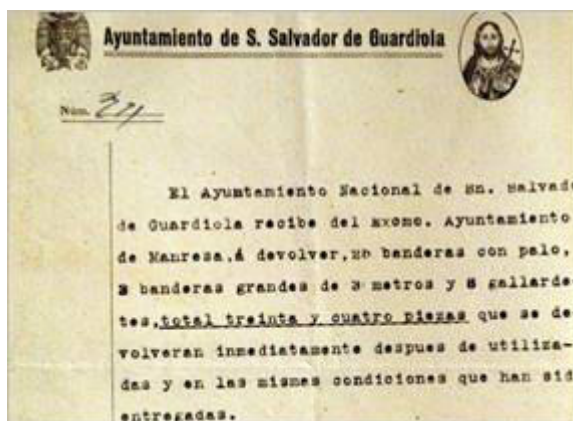 Ayuntamiento de S. Salvador de Guardiola
Núm.
El Ayuntamiento Nacional de Sn. Salvado
de Guardiola recibe del Excmo. Ayuntamiento
de Manresa,á devolver, banderas con palo,
banderas grandes de 3 metros y gallarde
tes,total treinta y cuatro piezas que se de
volveran inmediatamente despues de utiliza-
das y en las mismas condiciones que han sid
entregadas.